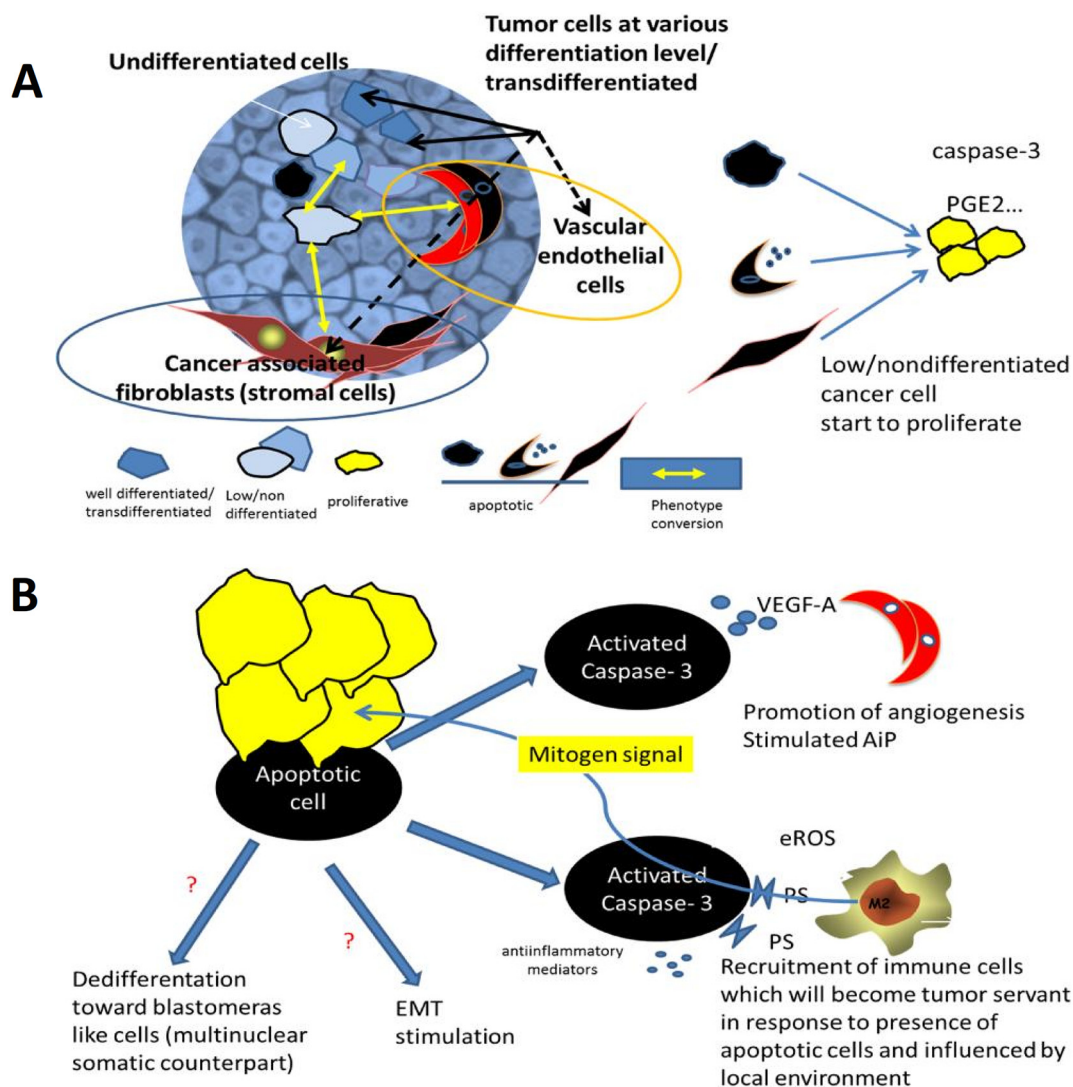 A
Undifferentiated cells
Tumor cells at various
differentiation level/
transdifferentiated
Vascular
endothelial
cells
Cancer associated
fibroblasts (stromal cells)
caspase-3
PGE2...
Low/nondifferentiated
cancer cell
start to proliferate
well differentiated/
transdifferentiated
Low/non
differentiated
proliferative
apoptotic
Phenotype
conversion
B
Apoptotic
cell
Activated
Caspase- 3
VEGF-A
Promotion of angiogenesis
Stimulated AiP
Mitogen signal
Activated
Caspase- 3
eROS
PS
M2
PS
antiinflammatory
mediators
Recruitment of immune cells
which will become tumor servant
in response to presence of
apoptotic cells and influenced by
local environment
?
?
Dedifferentation
toward blastomeras
like cells (multinuclear
somatic counterpart)
EMT
stimulation